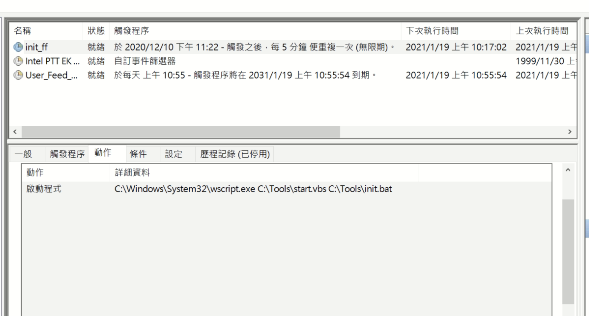 名稱 狀態 觸發程序 下次執行時間 上次執行時間
init_ff 就緒 於 2020/12/10 下午 11:22 - 觸發之後，每 5 分鐘 便重複一次 (無限期)。 2021/1/19 上午 10:17:02 2021/1/19 上午
Intel PTT EK ... 就緒 自訂事件篩選器 1999/11/30 上
User_Feed_... 就緒 於每天 上午 10:55 - 觸發程序將在 2031/1/19 上午 10:55:54 到期。 2021/1/19 上午 10:55:54 2021/1/19 上午
一般 觸發程序 動作 條件 設定 歷程記錄 (已停用)
動作 詳細資料
啟動程式 C:\Windows\System32\wscript.exe C:\Tools\start.vbs C:\Tools\init.bat